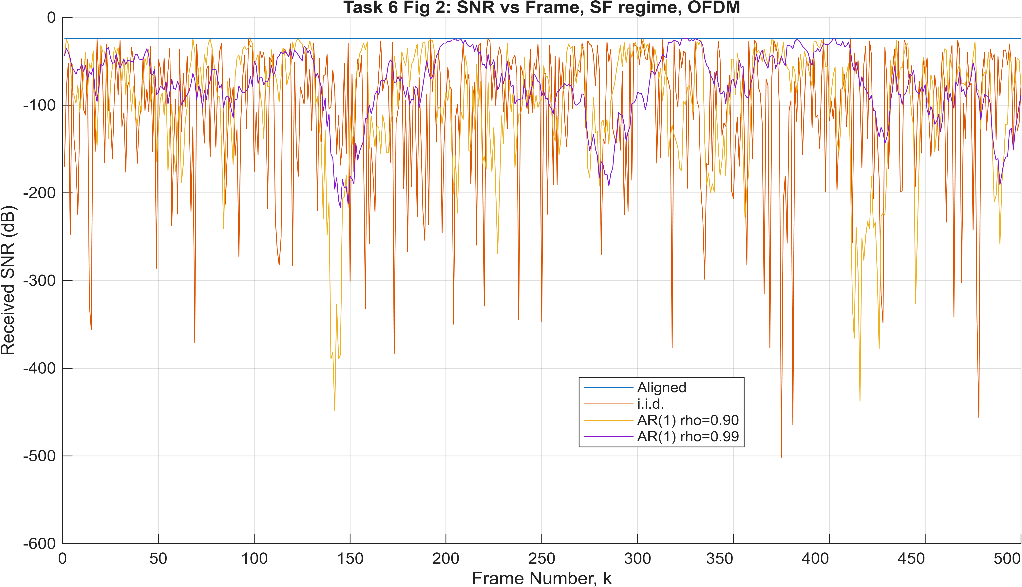 Task 6 Fig 2: SNR vs Frame, SF regime, OFDM
0
-100
-200
-300
-400
-500
-600
Received SNR (dB)
Aligned
i.i.d.
AR(1) rho=0.90
AR(1) rho=0.99
0 50 100 150 200 250 300 350 400 450 500
Frame Number, k